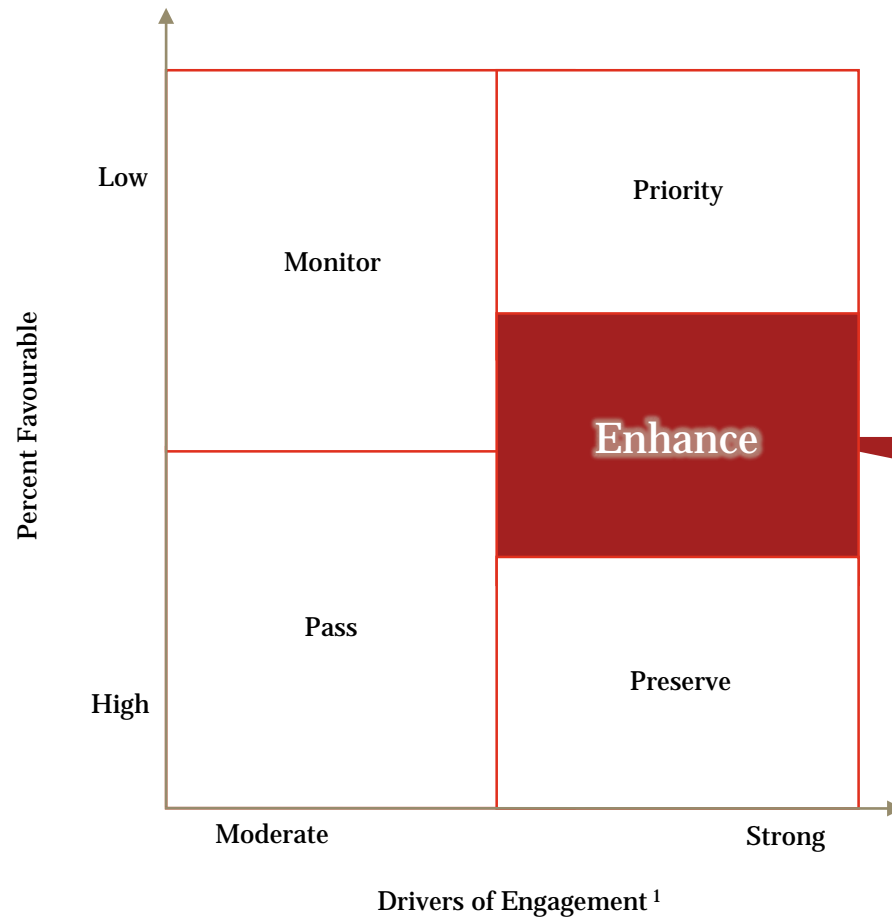 Low
Priority
Monitor
Percent Favourable
Enhance
Pass
Preserve
High
Moderate
Strong
Drivers of Engagement 1